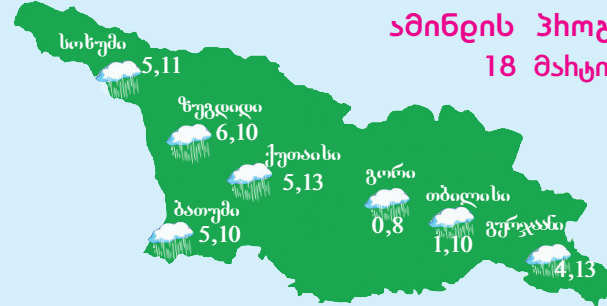 ამინდის პროგ
18 მარტი
სოხუმი
5,11
ზუგდიდი
6,10
ქუთაისი
5,13
გორი
0,8
თბილისი
1,10
ბათუმი
5,10
გურჯაანი
4,13